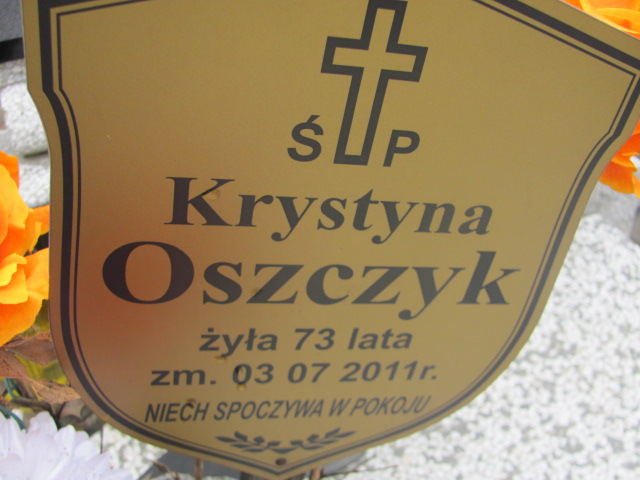 Ś P
Krystyna
Oszczyk
żyła 73 lata
zm. 03 07 2011r.
NIECH SPOCZYWA W POKOJU